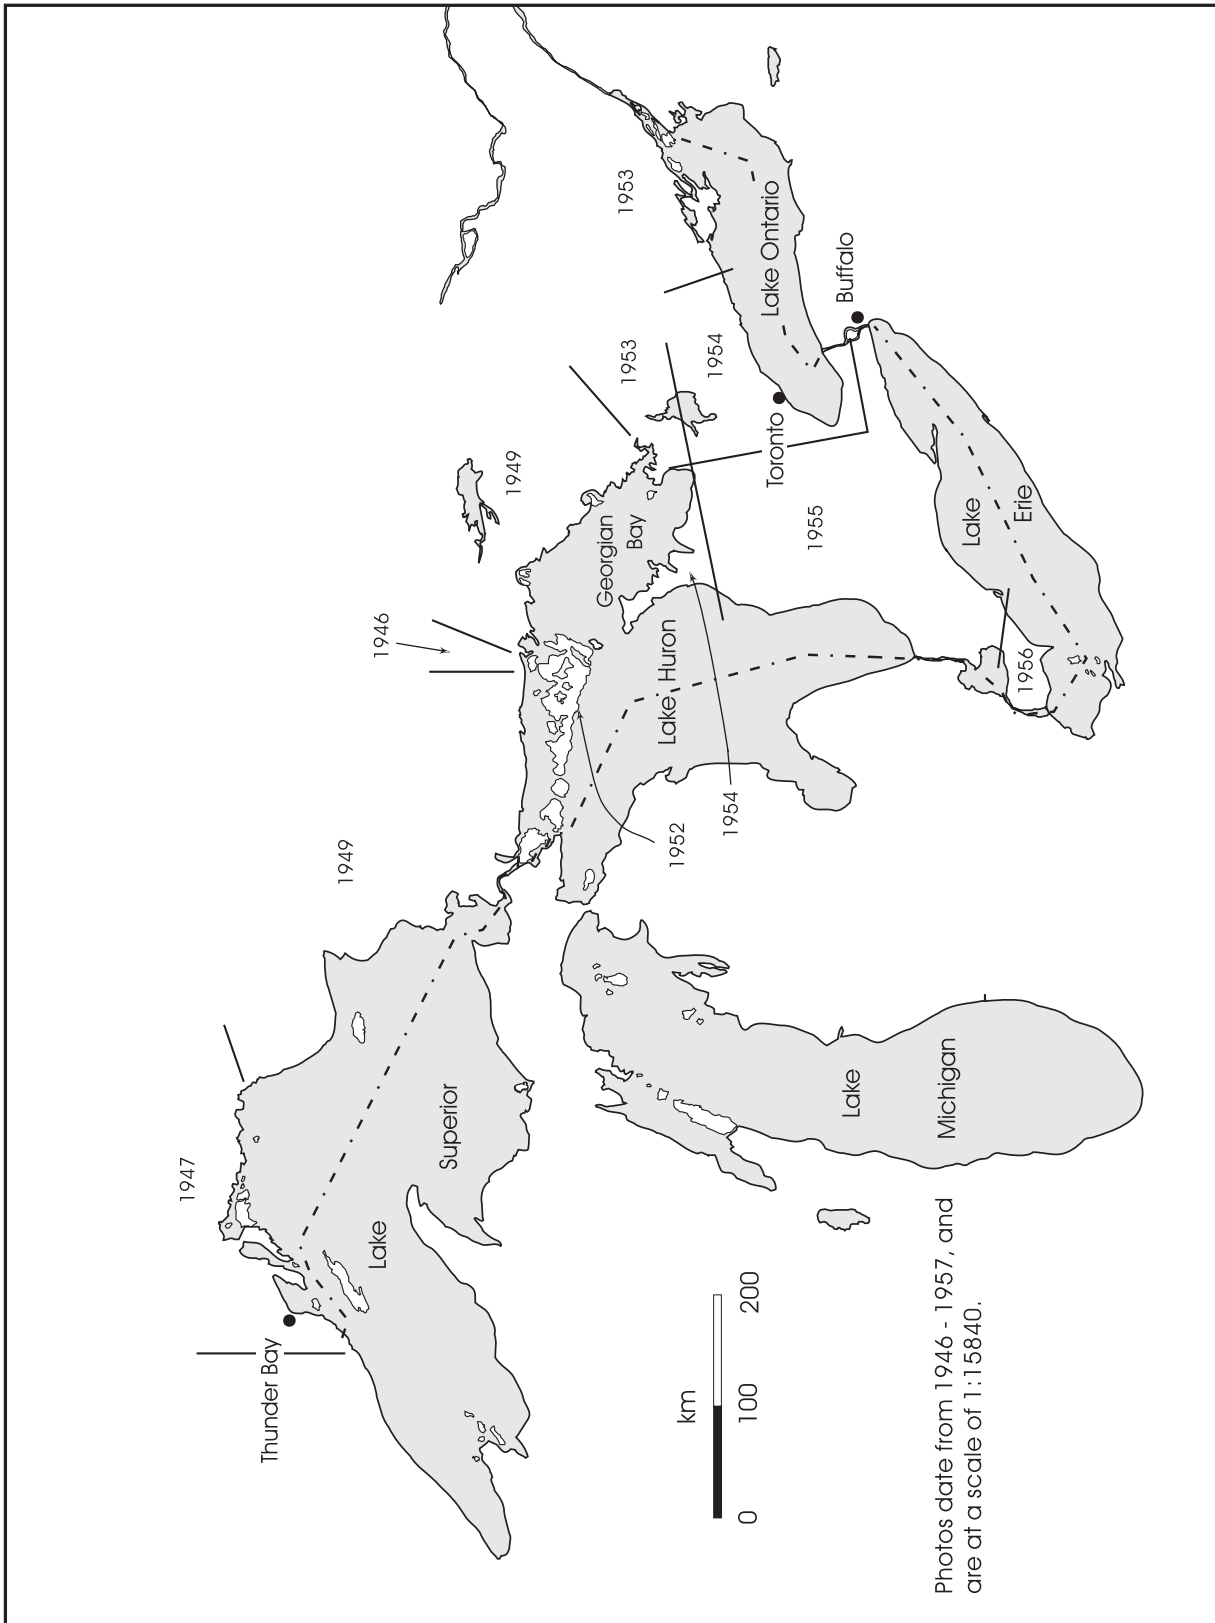 Thunder Bay
1947
1949
1946
1949
1953
1953
1954
1955
1956
1952
1954
Lake
Superior
Lake
Michigan
Lake Huron
Georgian
Bay
Toronto
Lake Ontario
Buffalo
Lake
Erie
km
0 100 200
Photos date from 1946 - 1957, and
are at a scale of 1:15840.